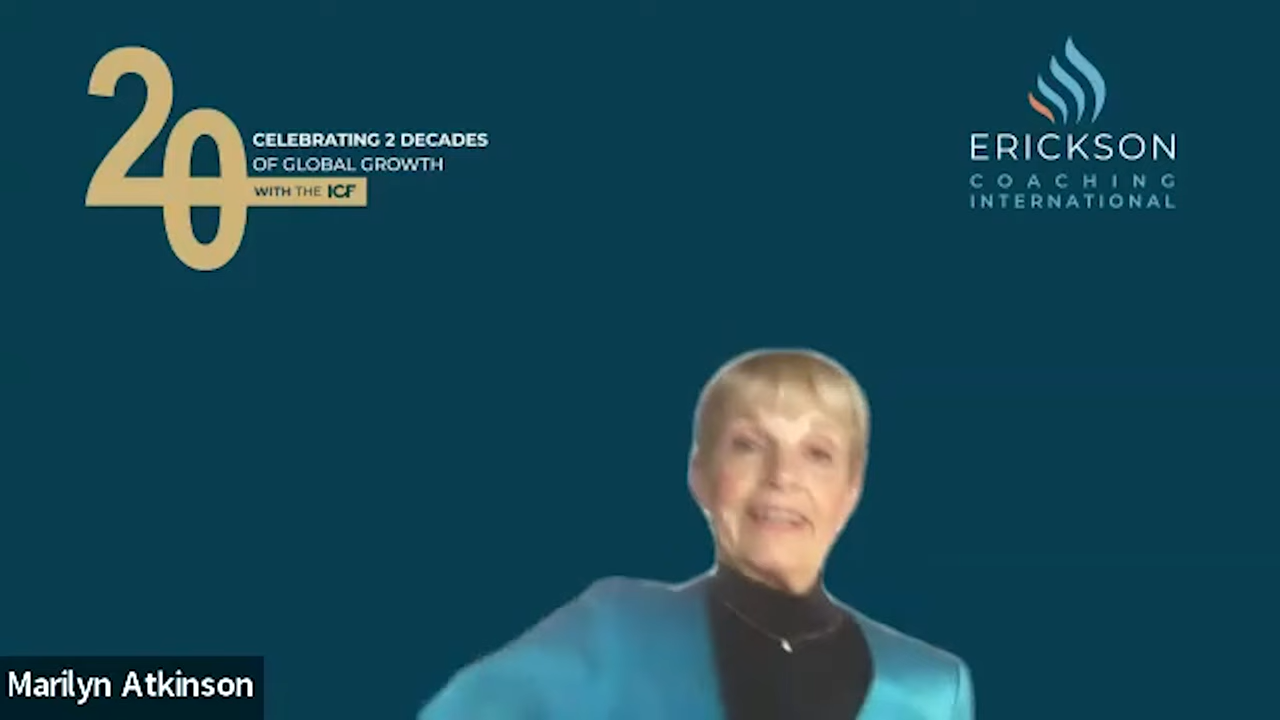 20
CELEBRATING 2 DECADES
OF GLOBAL GROWTH
WITH THE ICF
ERICKSON
COACHING
INTERNATIONAL
Marilyn Atkinson